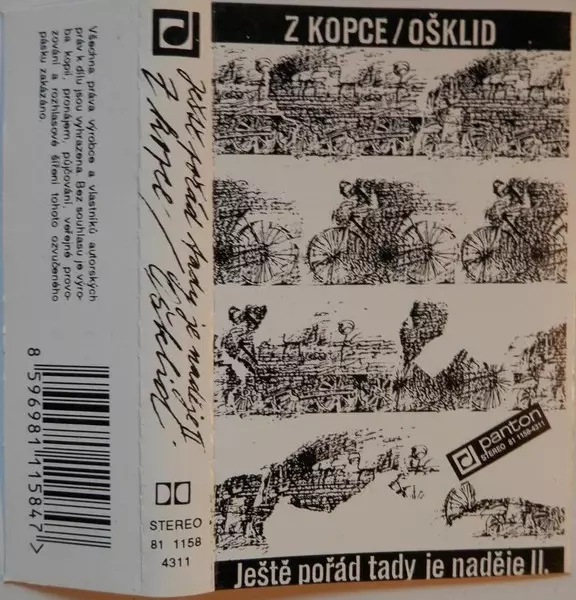 Všechna práva výrobce a vlastníků autorských
práv k dílu jsou vyhrazena. Bez souhlasu je výro-
ba kopií, pronájem, půjčování veřejné provo-
zování a rozhlasové šíření tohoto ozvučeného
pásku zakázáno.
8 596981 115847 >
Ještě pořád tady je naděje II.
Z kopce / Ošklid
STEREO
81 1158
4311
Z KOPCE/OŠKLID
panton
STEREO 81 1158-4311
Ještě pořád tady je naděje II.